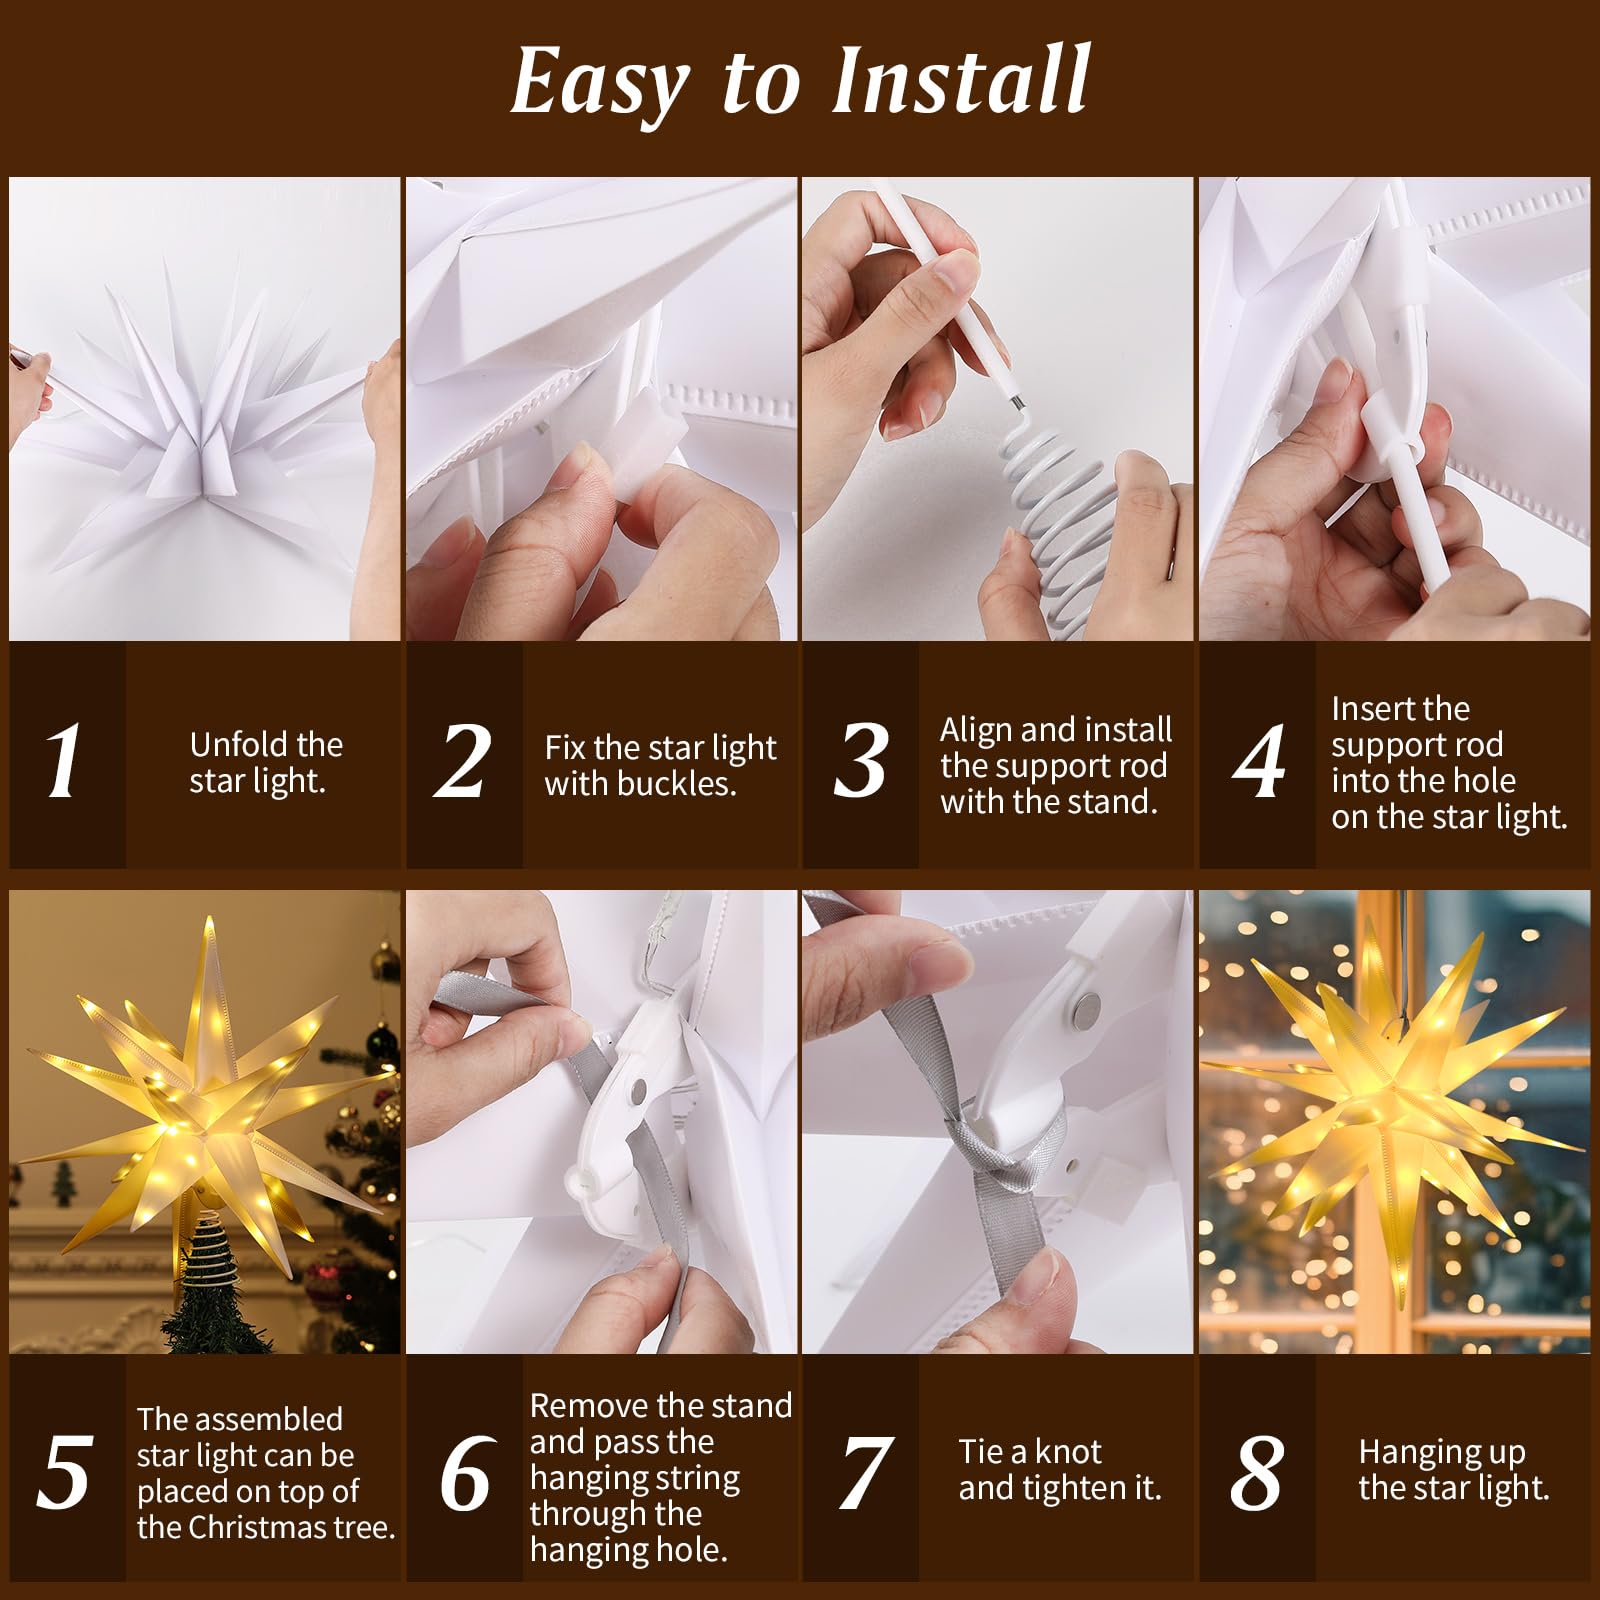 Easy to Install
1
Unfold the
star light.
2
Fix the star light
with buckles.
3
Align and install
the support rod
with the stand.
4
Insert the
support rod
into the hole
on the star light.
5
The assembled
star light can be
placed on top of
the Christmas tree.
6
Remove the stand
and pass the
hanging string
through the
hanging hole.
7
Tie a knot
and tighten it.
8
Hanging up
the star light.